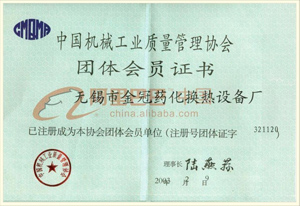 CMQMA
中国机械工业质量管理协会
团体会员证书
无锡市金元药化换热设备厂
已注册成为本协会团体会员单位（注册号团体证字 321120）
理事长